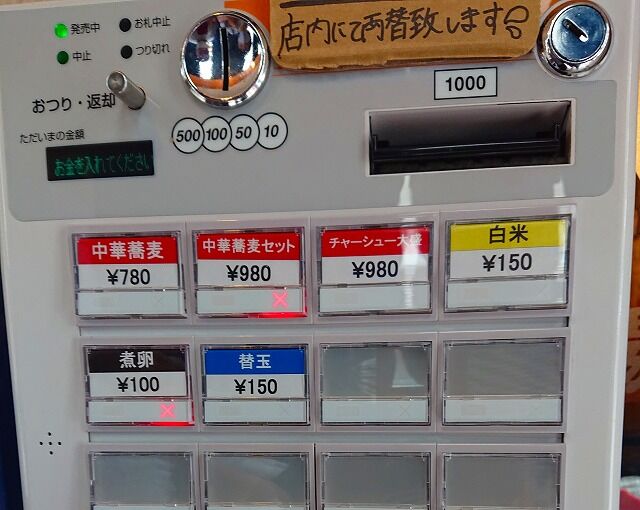 店内にて両替致します
発売中
お札中止
中止
つり切れ
おつり・返却
ただいまの金額
お金を入れてください
500 100 50 10
1000
中華蕎麦
¥780
中華蕎麦セット
¥980
チャーシュー大盛
¥980
白米
¥150
煮卵
¥100
替玉
¥150